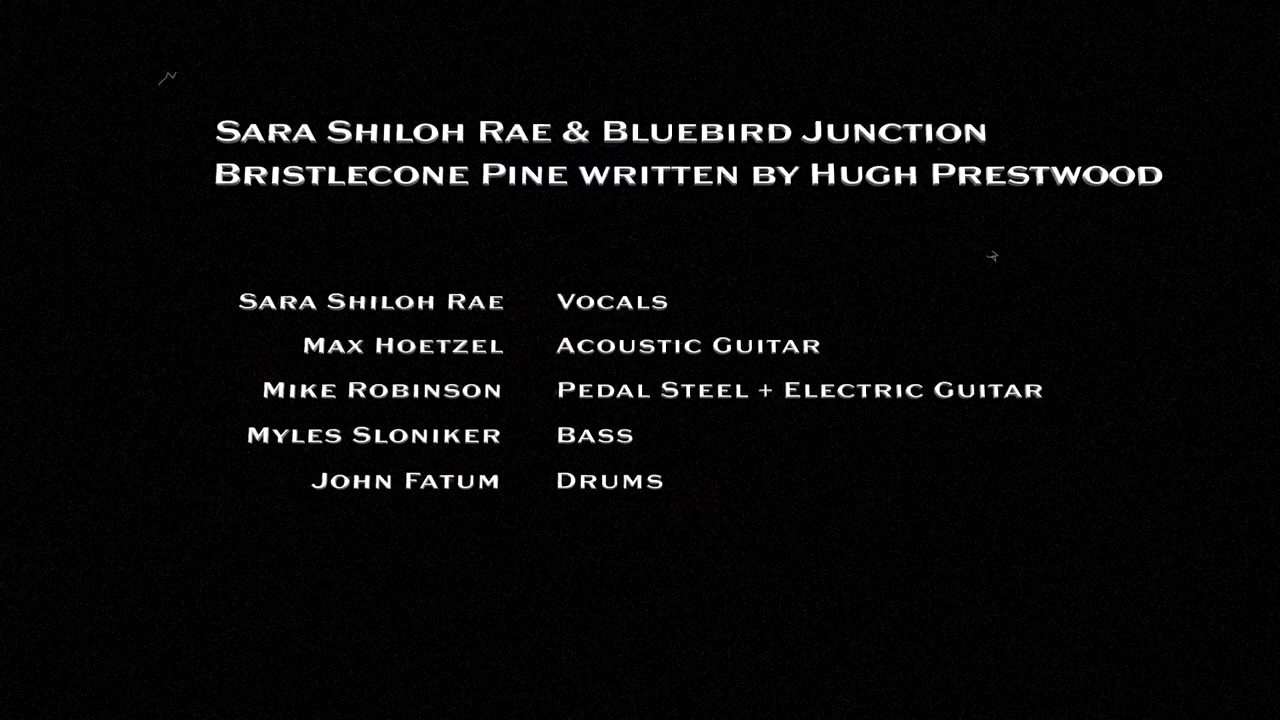 Sara Shiloh Rae & Bluebird Junction
Bristlecone Pine written by Hugh Prestwood
Sara Shiloh Rae Vocals
Max Hoetzel Acoustic Guitar
Mike Robinson Pedal Steel + Electric Guitar
Myles Sloniker Bass
John Fatum Drums